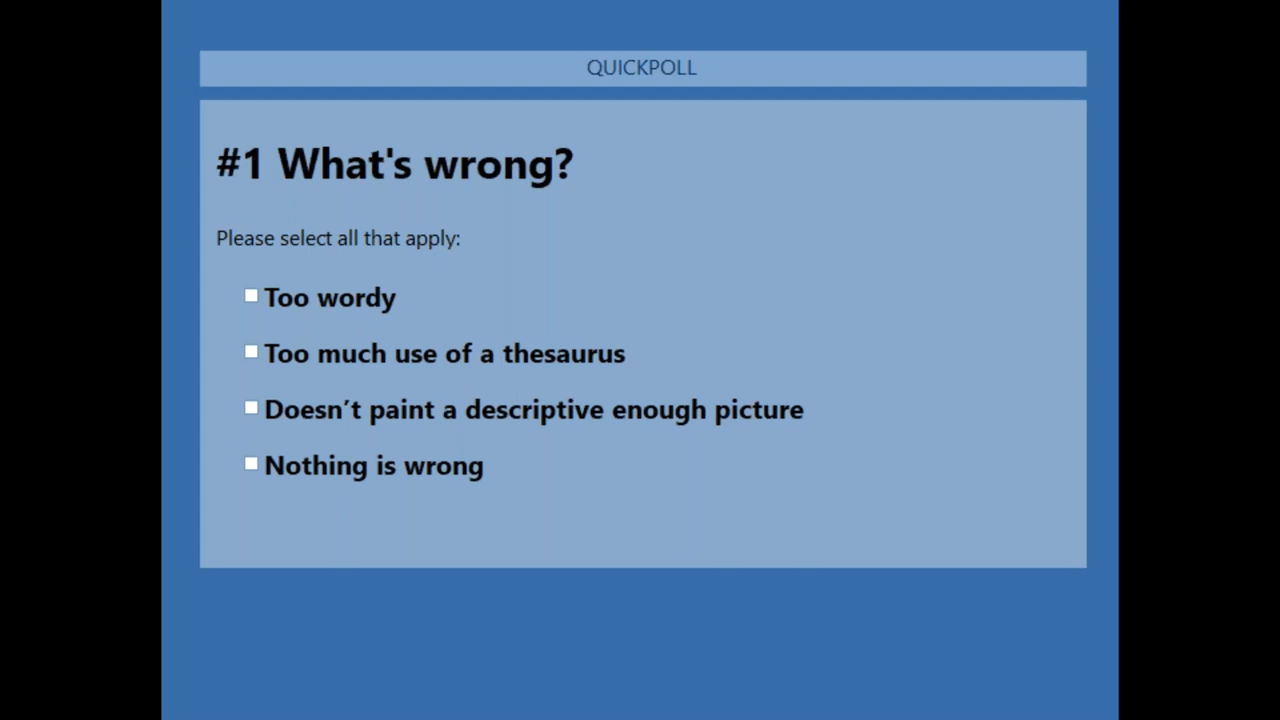 QUICKPOLL
#1 What's wrong?
Please select all that apply:
Too wordy
Too much use of a thesaurus
Doesn’t paint a descriptive enough picture
Nothing is wrong